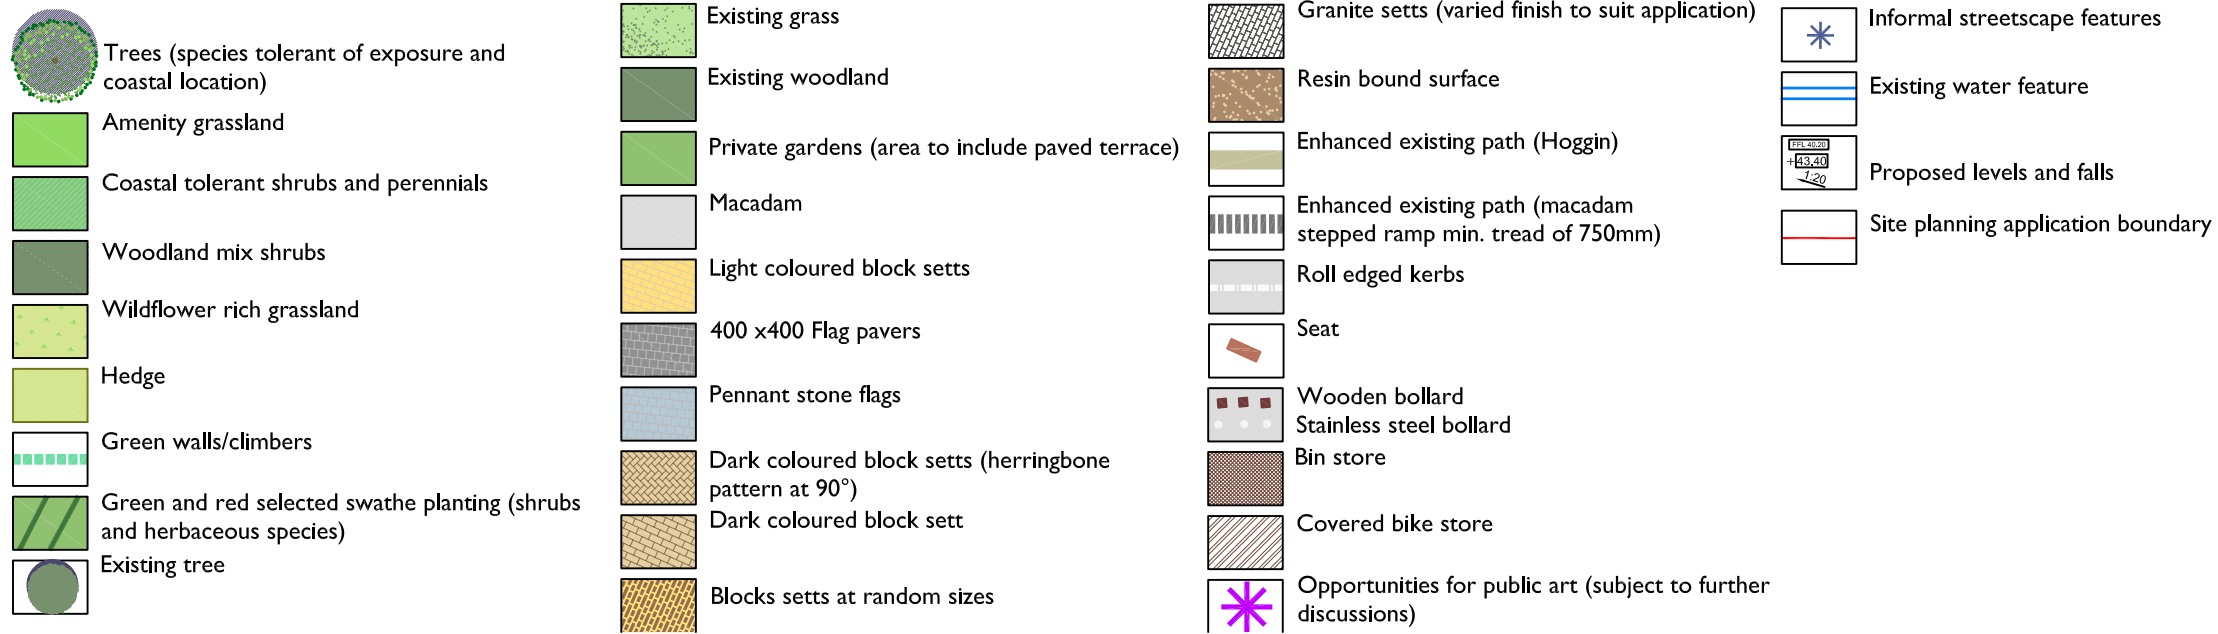 Trees (species tolerant of exposure and
coastal location)
Amenity grassland
Coastal tolerant shrubs and perennials
Woodland mix shrubs
Wildflower rich grassland
Hedge
Green walls/climbers
Green and red selected swathe planting (shrubs
and herbaceous species)
Existing tree
Existing grass
Existing woodland
Private gardens (area to include paved terrace)
Macadam
Light coloured block setts
400 x400 Flag pavers
Pennant stone flags
Dark coloured block setts (herringbone
pattern at 90°)
Dark coloured block sett
Blocks setts at random sizes
Granite setts (varied finish to suit application)
Resin bound surface
Enhanced existing path (Hoggin)
Enhanced existing path (macadam
stepped ramp min. tread of 750mm)
Roll edged kerbs
Seat
Wooden bollard
Stainless steel bollard
Bin store
Covered bike store
Opportunities for public art (subject to further
discussions)
Informal streetscape features
Existing water feature
FFL 40.20
+43.40
1:20
Proposed levels and falls
Site planning application boundary